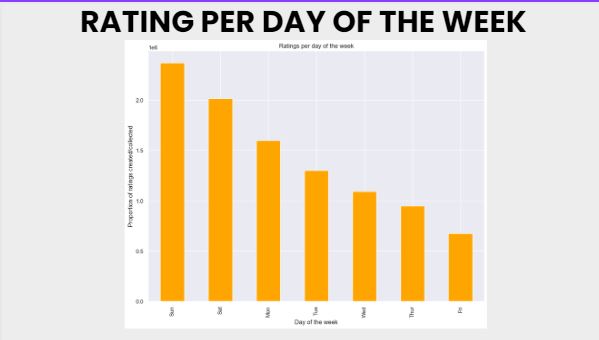 RATING PER DAY OF THE WEEK
1e6
Ratings per day of the week
2.0
1.5
1.0
0.5
0.0
Proportion of ratings created/collected
Sun
Sat
Mon
Tue
Wed
Thur
Fri
Day of the week